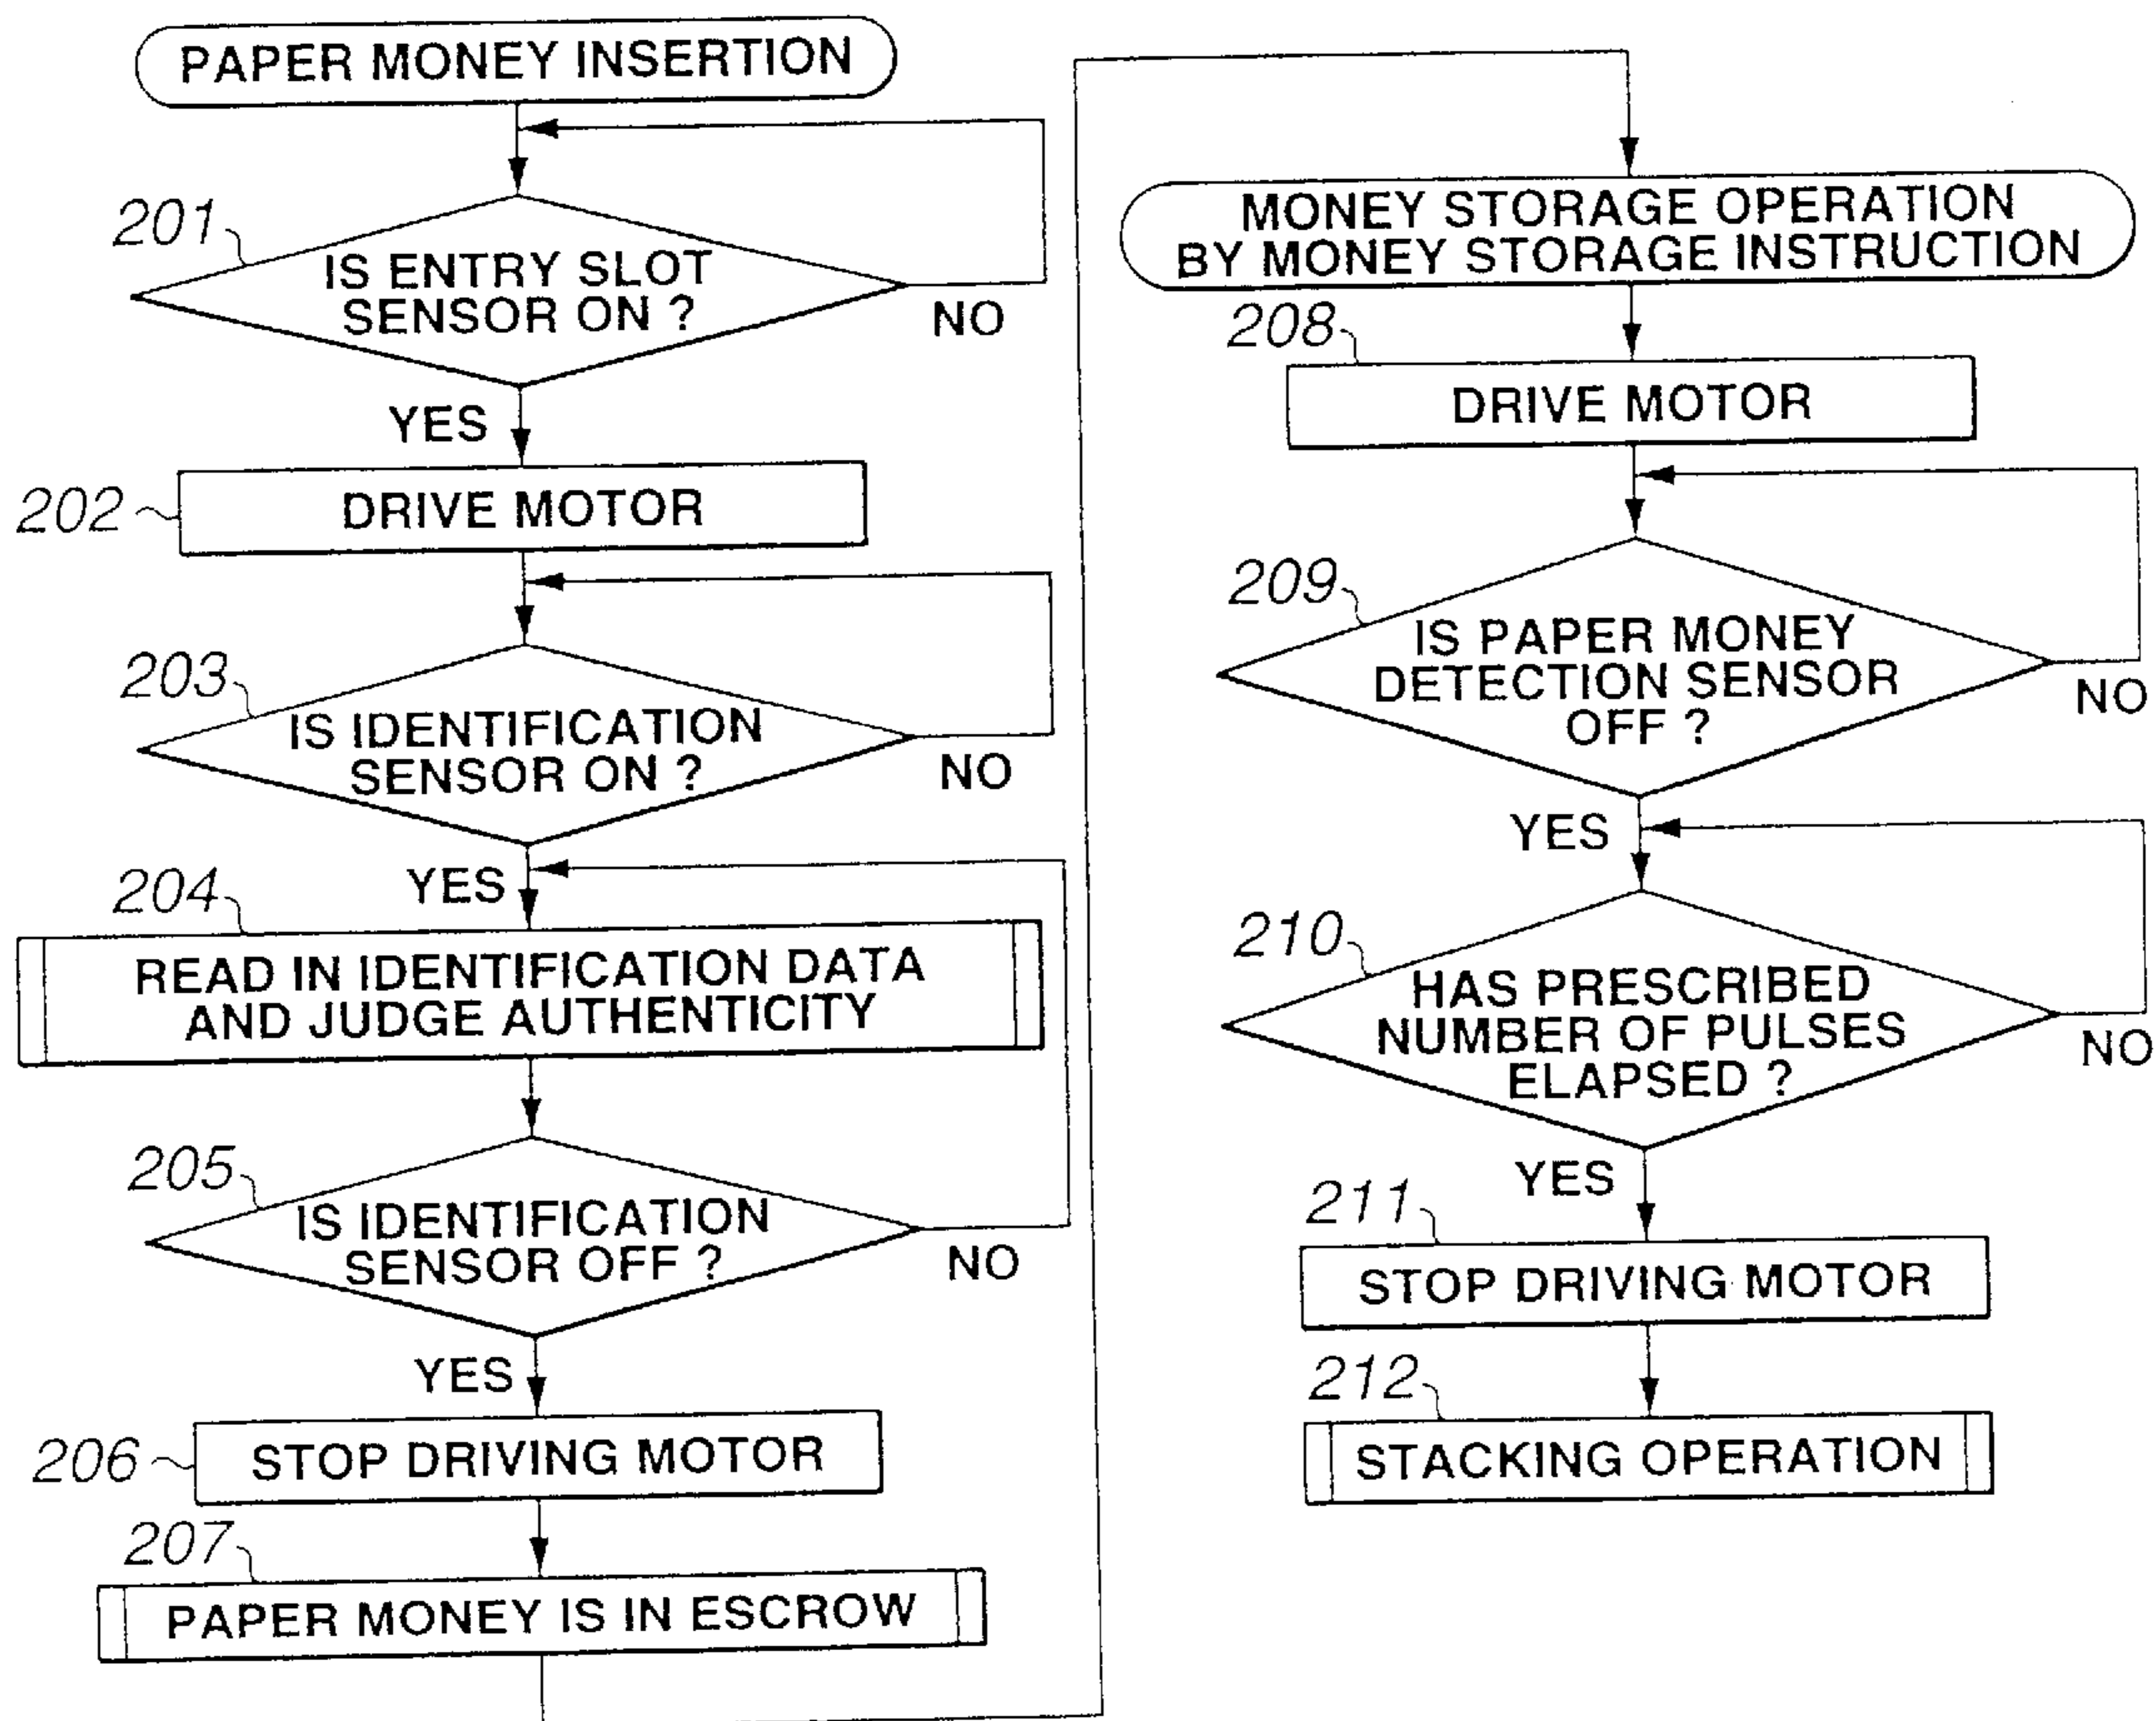 PAPER MONEY INSERTION
201
IS ENTRY SLOT
SENSOR ON ?
NO
YES
202
DRIVE MOTOR
203
IS IDENTIFICATION
SENSOR ON ?
NO
YES
204
READ IN IDENTIFICATION DATA
AND JUDGE AUTHENTICITY
205
IS IDENTIFICATION
SENSOR OFF ?
NO
YES
206
STOP DRIVING MOTOR
207
PAPER MONEY IS IN ESCROW
MONEY STORAGE OPERATION
BY MONEY STORAGE INSTRUCTION
208
DRIVE MOTOR
209
IS PAPER MONEY
DETECTION SENSOR
OFF ?
NO
YES
210
HAS PRESCRIBED
NUMBER OF PULSES
ELAPSED ?
NO
YES
211
STOP DRIVING MOTOR
212
STACKING OPERATION